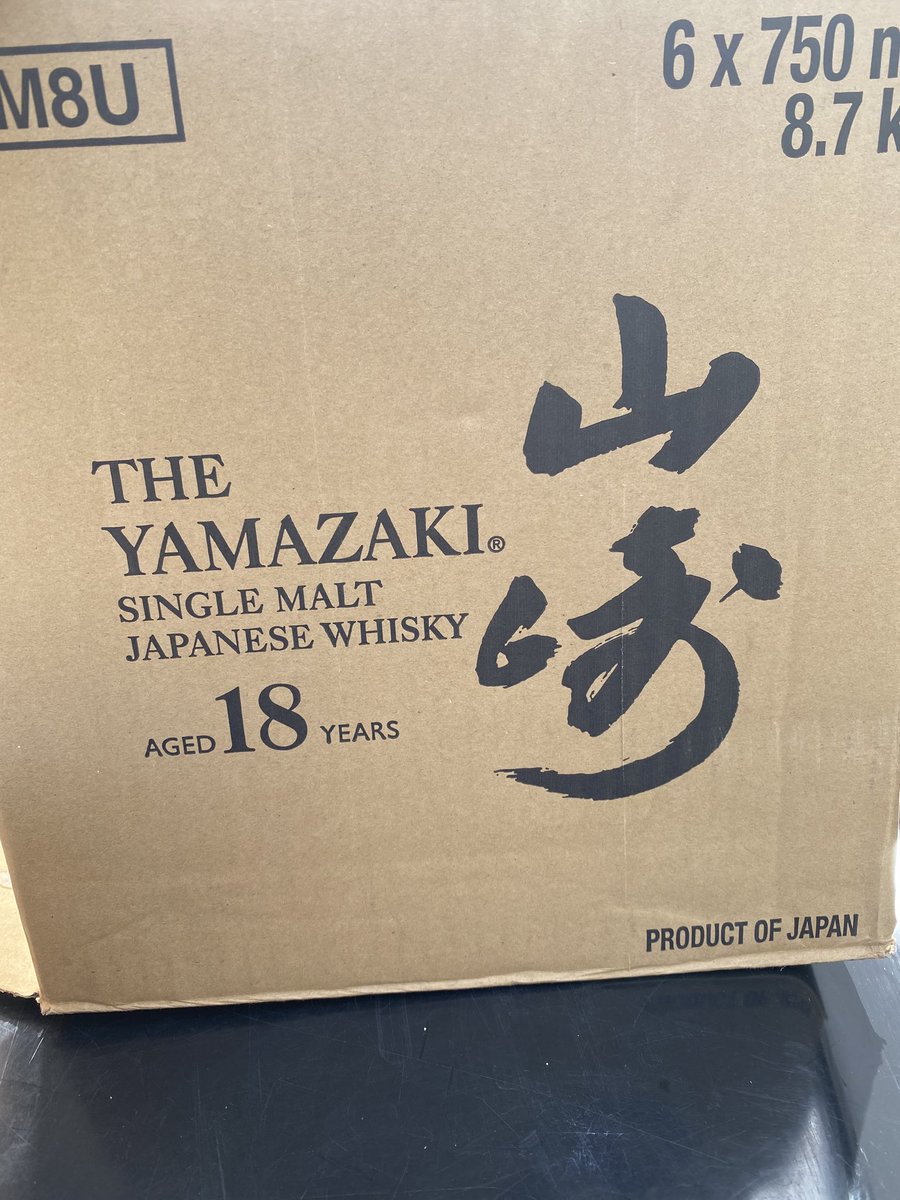 M8U
6 x 750 m
8.7 k
THE
YAMAZAKI®
SINGLE MALT
JAPANESE WHISKY
AGED 18 YEARS
山崎
PRODUCT OF JAPAN